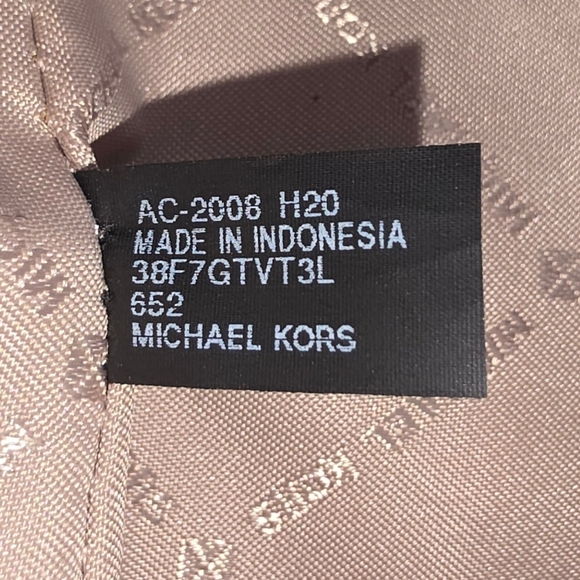 AC-2008 H20
MADE IN INDONESIA
38F7GTVT3L
652
MICHAEL KORS